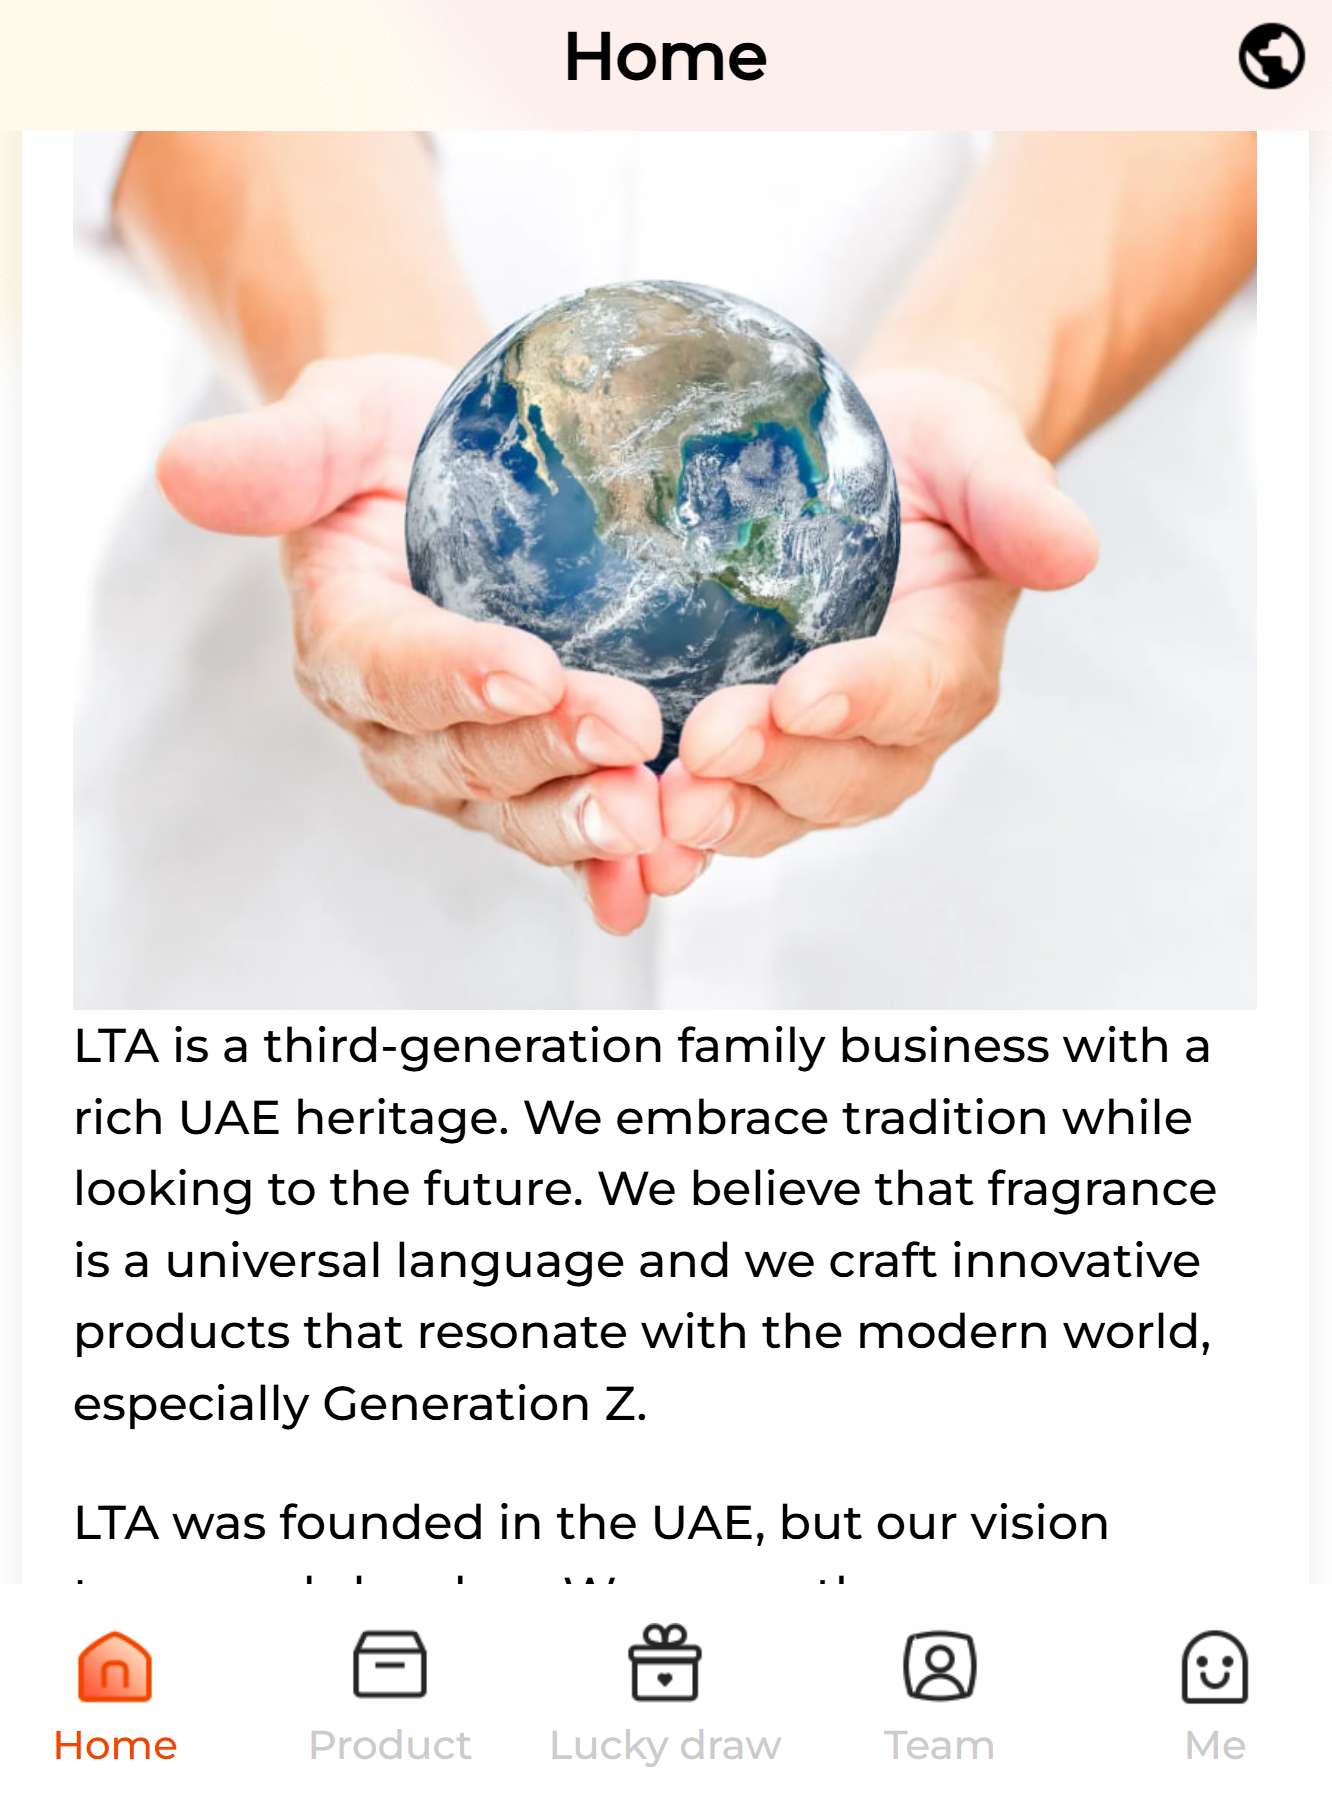 Home
LTA is a third-generation family business with a
rich UAE heritage. We embrace tradition while
looking to the future. We believe that fragrance
is a universal language and we craft innovative
products that resonate with the modern world,
especially Generation Z.
LTA was founded in the UAE, but our vision
Home
Product
Lucky draw
Team
Me